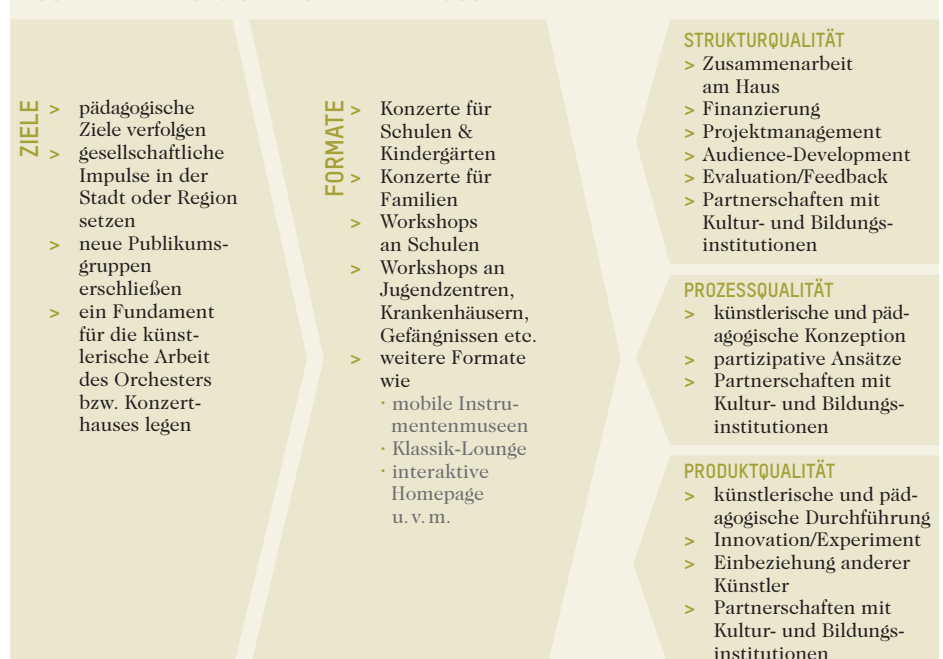 ZIELE
> pädagogische
Ziele verfolgen
> gesellschaftliche
Impulse in der
Stadt oder Region
setzen
> neue Publikums-
gruppen
erschließen
> ein Fundament
für die künst-
lerische Arbeit
des Orchesters
bzw. Konzert-
hauses legen
FORMATE
> Konzerte für
Schulen &
Kindergärten
> Konzerte für
Familien
> Workshops
an Schulen
> Workshops an
Jugendzentren,
Krankenhäusern,
Gefängnissen etc.
> weitere Formate
wie
· mobile Instru-
mentenmuseen
· Klassik-Lounge
· interaktive
Homepage
u. v. m.
STRUKTURQUALITÄT
> Zusammenarbeit
am Haus
> Finanzierung
> Projektmanagement
> Audience-Development
> Evaluation/Feedback
> Partnerschaften mit
Kultur- und Bildungs-
institutionen
PROZESSQUALITÄT
> künstlerische und päd-
agogische Konzeption
> partizipative Ansätze
> Partnerschaften mit
Kultur- und Bildungs-
institutionen
PRODUKTQUALITÄT
> künstlerische und päd-
agogische Durchführung
> Innovation/Experiment
> Einbeziehung anderer
Künstler
> Partnerschaften mit
Kultur- und Bildungs-
institutionen